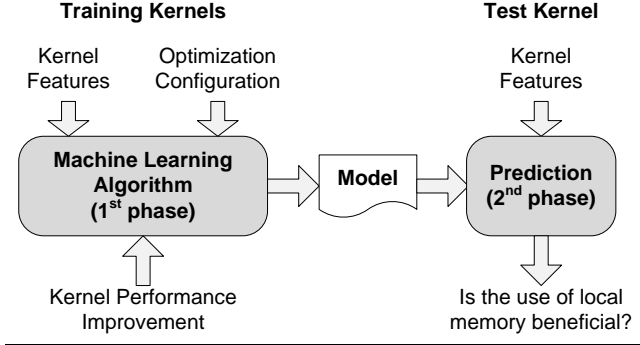 Training Kernels
Test Kernel
Kernel
Features
Optimization
Configuration
Kernel
Features
Machine Learning
Algorithm
(1st phase)
Model
Prediction
(2nd phase)
Kernel Performance
Improvement
Is the use of local
memory beneficial?